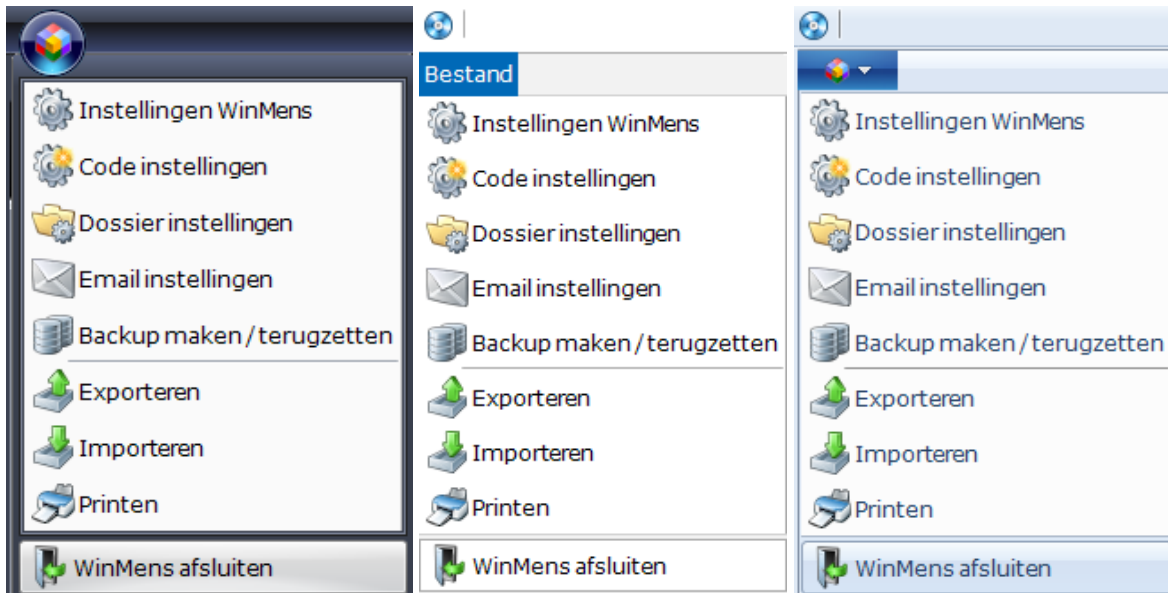 Instellingen WinMens
Code instellingen
Dossier instellingen
Email instellingen
Backup maken / terugzetten
Exporteren
Importeren
Printen
WinMens afsluiten
Bestand
Instellingen WinMens
Code instellingen
Dossier instellingen
Email instellingen
Backup maken / terugzetten
Exporteren
Importeren
Printen
WinMens afsluiten
Instellingen WinMens
Code instellingen
Dossier instellingen
Email instellingen
Backup maken / terugzetten
Exporteren
Importeren
Printen
WinMens afsluiten